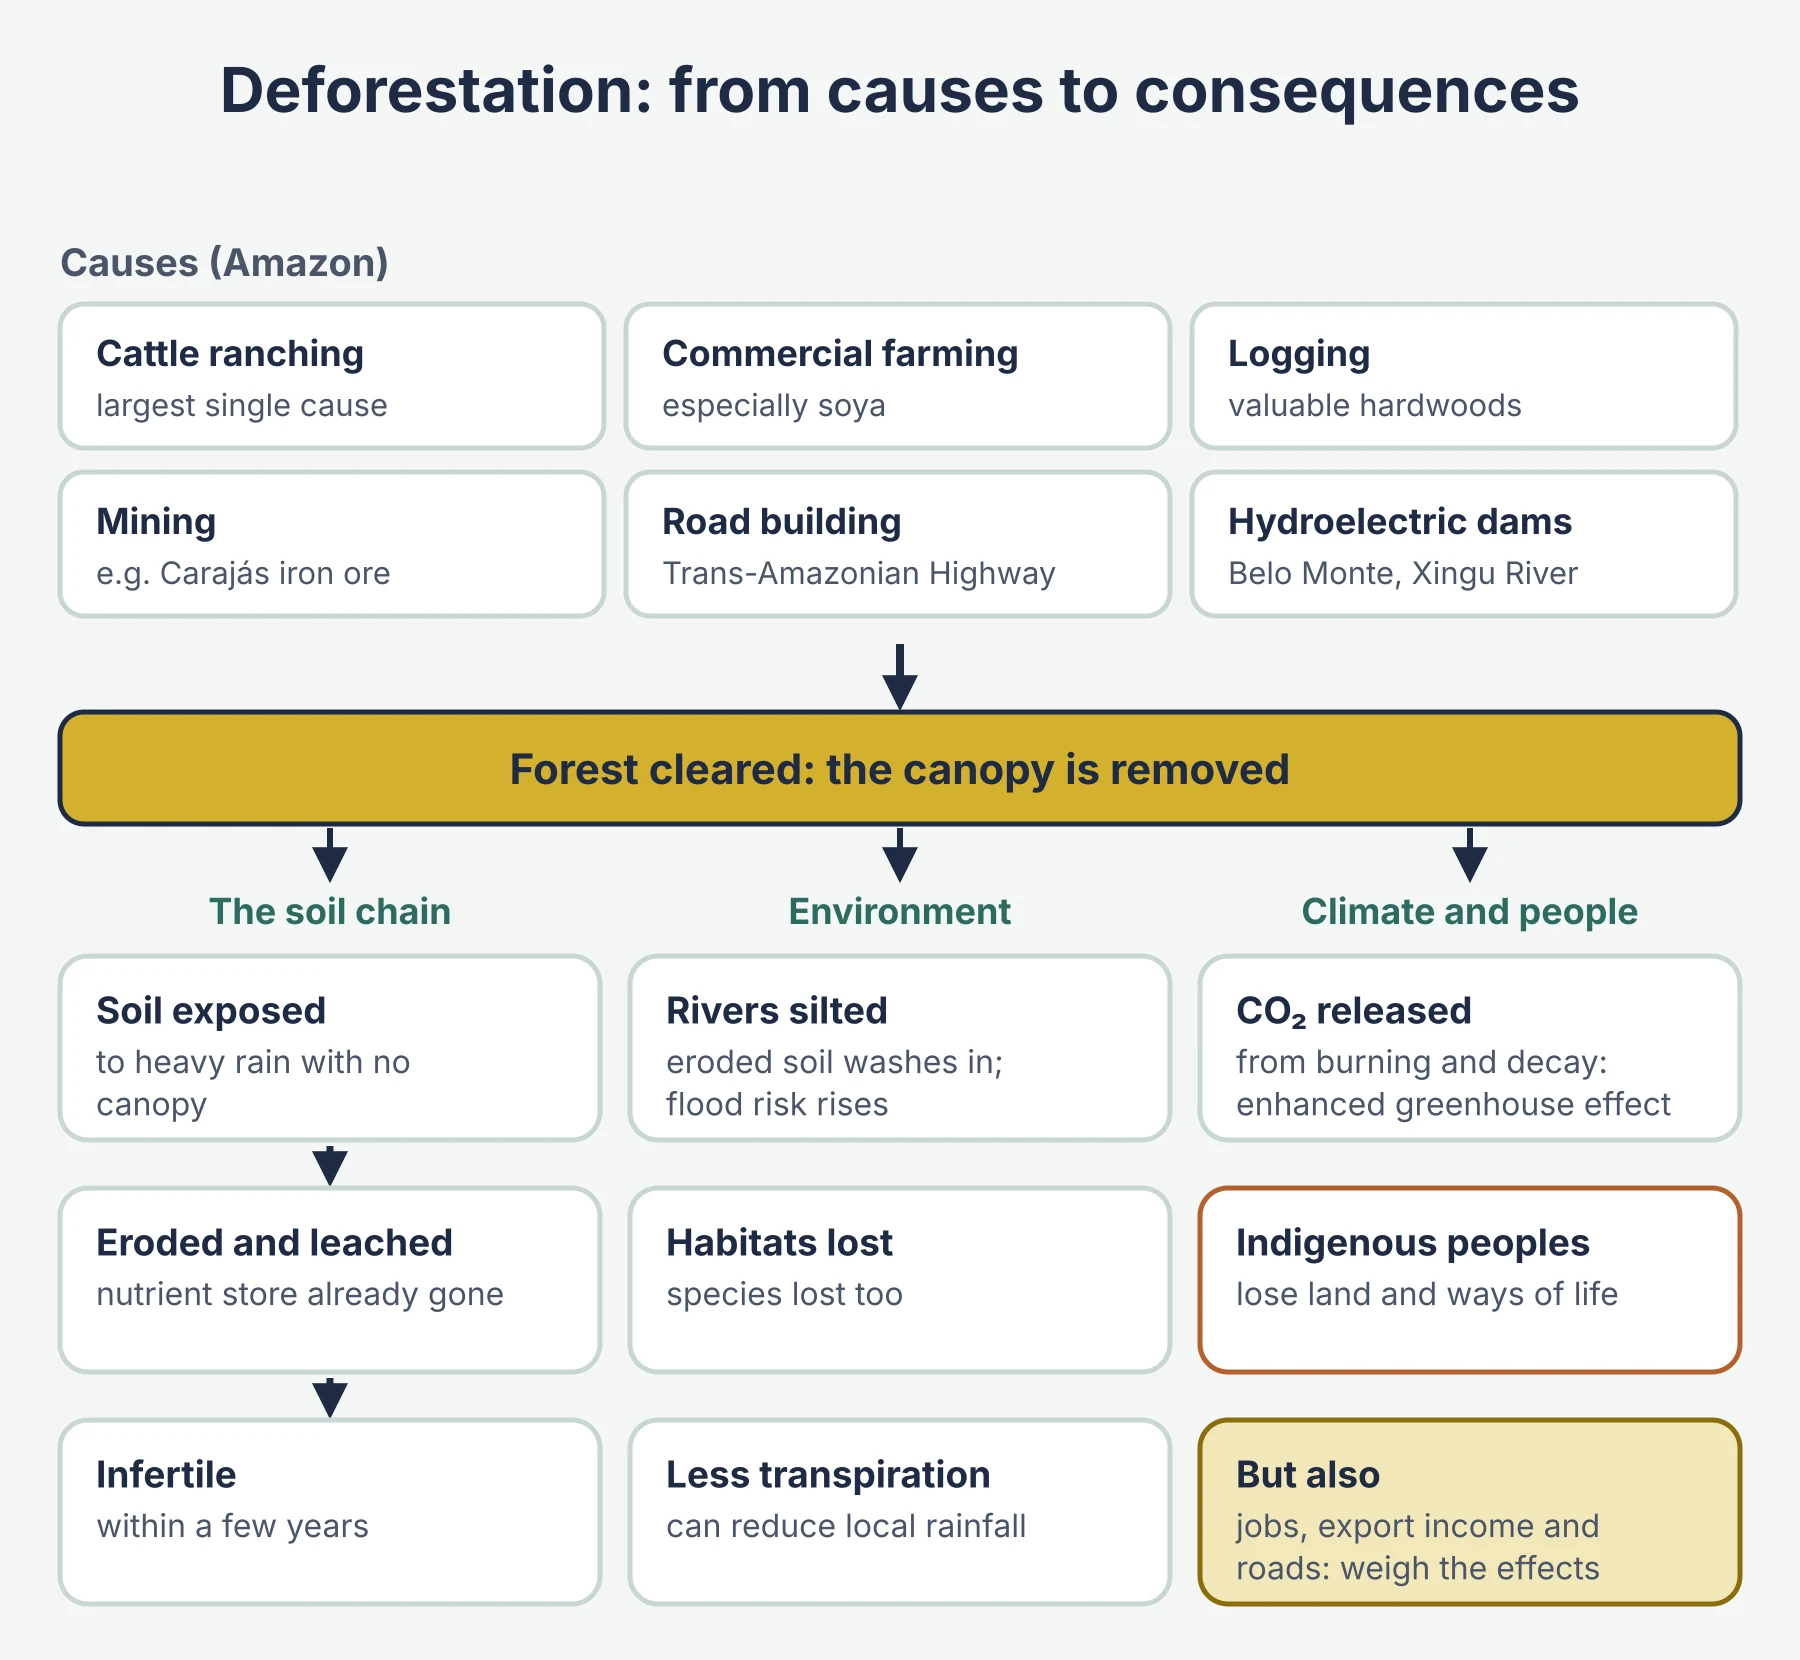 Deforestation: from causes to consequences
Causes (Amazon)
Cattle ranching
largest single cause
Commercial farming
especially soya
Logging
valuable hardwoods
Mining
e.g. Carajás iron ore
Road building
Trans-Amazonian Highway
Hydroelectric dams
Belo Monte, Xingu River
Forest cleared: the canopy is removed
The soil chain
Soil exposed
to heavy rain with no
canopy
Eroded and leached
nutrient store already gone
Infertile
within a few years
Environment
Rivers silted
eroded soil washes in;
flood risk rises
Habitats lost
species lost too
Less transpiration
can reduce local rainfall
Climate and people
CO₂ released
from burning and decay:
enhanced greenhouse effect
Indigenous peoples
lose land and ways of life
But also
jobs, export income and
roads: weigh the effects